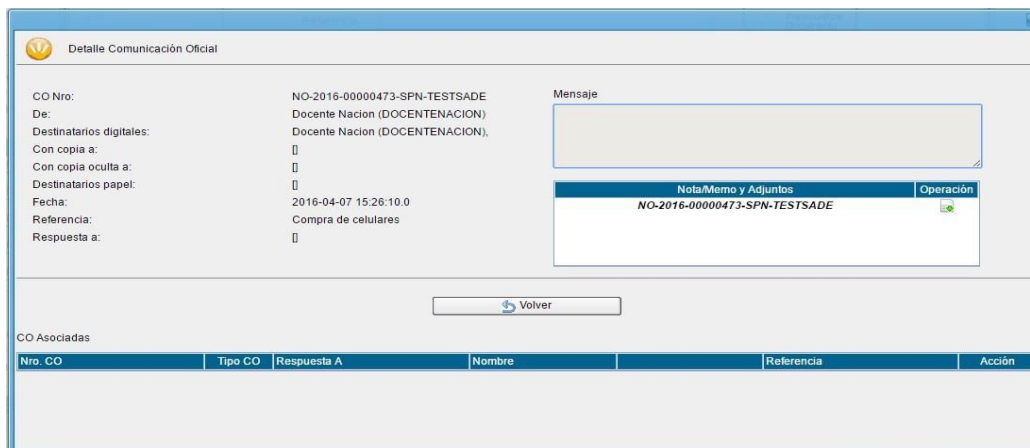 Detalle Comunicación Oficial
CO Nro: NO-2016-00000473-SPN-TESTSADE
De: Docente Nacion (DOCENTENACION)
Destinatarios digitales: Docente Nacion (DOCENTENACION),
Con copia a: []
Con copia oculta a: []
Destinatarios papel: []
Fecha: 2016-04-07 15:26:10.0
Referencia: Compra de celulares
Respuesta a: []
Mensaje
Nota/Memo y Adjuntos Operación
NO-2016-00000473-SPN-TESTSADE
Volver
CO Asociadas
Nro. CO Tipo CO Respuesta A Nombre Referencia Acción